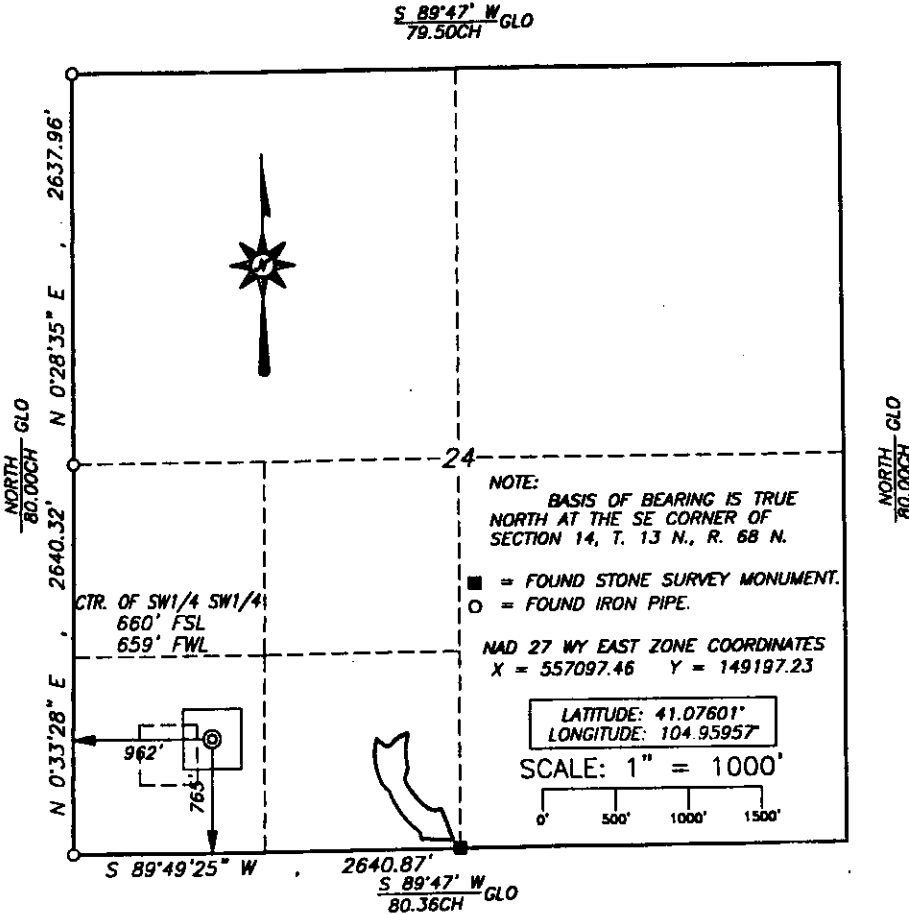 S 89°47' W GLO
79.50CH
2637.96'
,
N 0°28'35" E
NORTH GLO
80.00CH
24
NORTH GLO
80.00CH
NOTE:
BASIS OF BEARING IS TRUE
NORTH AT THE SE CORNER OF
SECTION 14, T. 13 N., R. 68 N.
2640.32'
,
N 0°33'28" E
■ = FOUND STONE SURVEY MONUMENT.
○ = FOUND IRON PIPE.
CTR. OF SW1/4 SW1/4
660' FSL
659' FWL
NAD 27 WY EAST ZONE COORDINATES
X = 557097.46 Y = 149197.23
LATITUDE: 41.07601°
LONGITUDE: 104.95957°
SCALE: 1" = 1000'
0' 500' 1000' 1500'
962'
765'
N
S 89°49'25" W , 2640.87'
S 89°47' W GLO
80.36CH